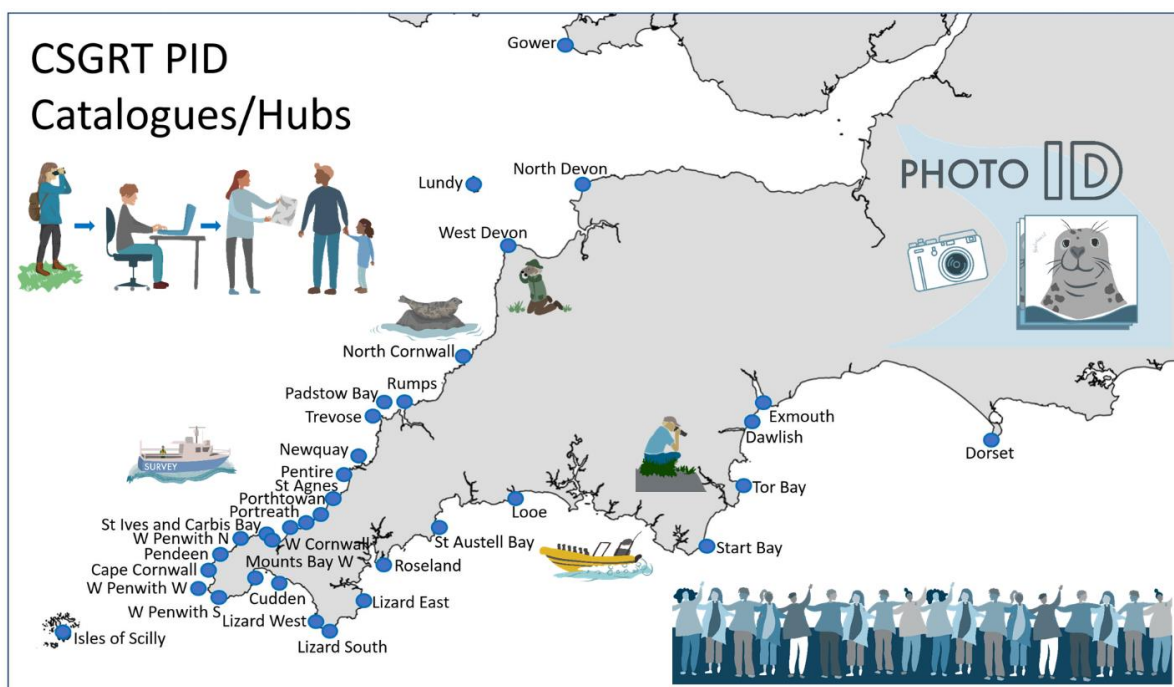 CSGRT PID
Catalogues/Hubs
Gower
PHOTO ID
Lundy
North Devon
West Devon
North Cornwall
Padstow Bay
Rumps
Trevose
Exmouth
Dawlish
Dorset
Newquay
SURVEY
Pentire
St Agnes
Tor Bay
Porthtowan
Portreath
Looe
St Ives and Carbis Bay
W Penwith N
W Cornwall
St Austell Bay
Start Bay
Pendeen
Mounts Bay W
Roseland
Cape Cornwall
W Penwith W
Cudden
W Penwith S
Lizard East
Lizard West
Isles of Scilly
Lizard South